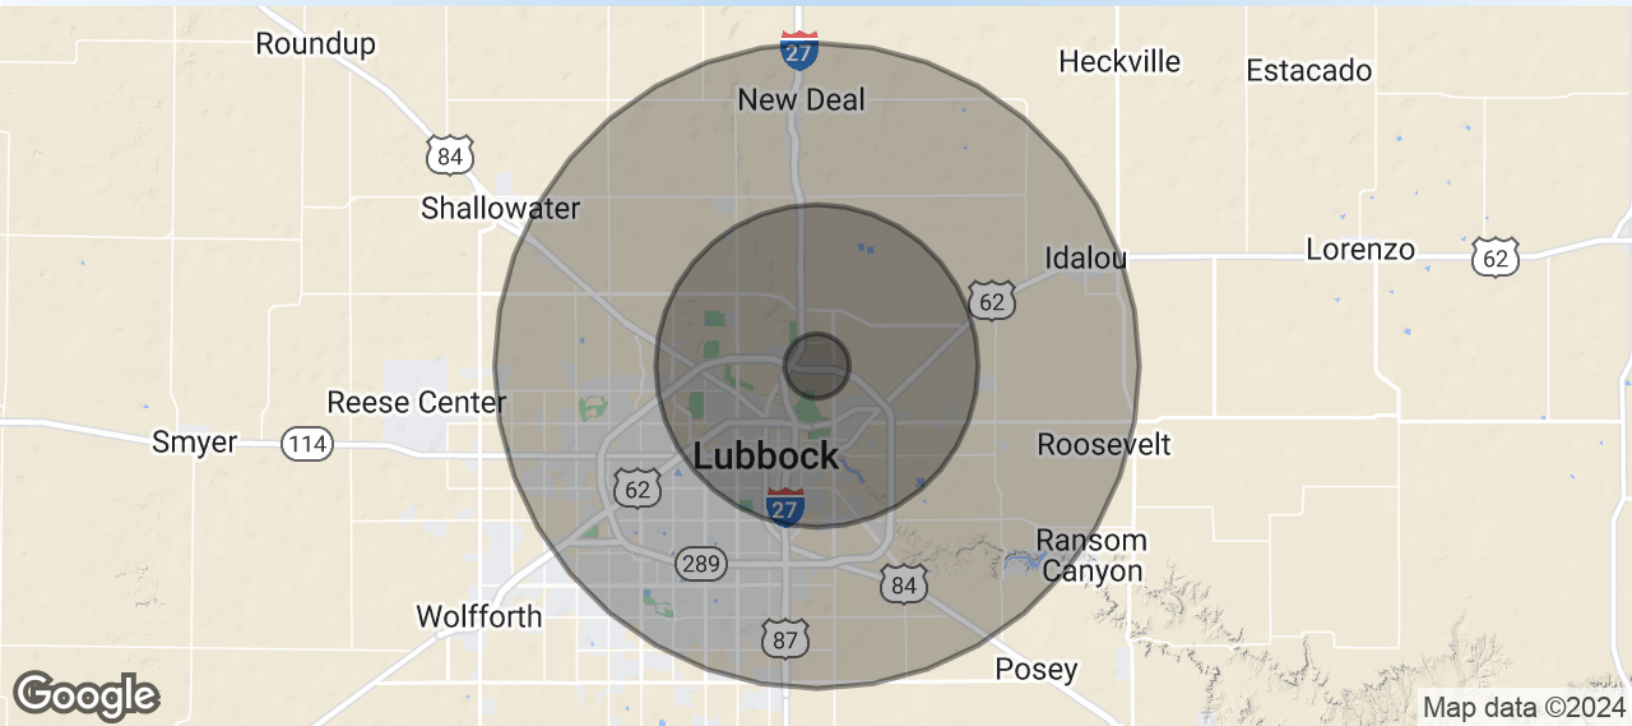 27
Roundup
Heckville
Estacado
New Deal
84
Shallowater
Idalou
Lorenzo
62
62
Reese Center
Smyer
114
Roosevelt
Lubbock
62
27
Ransom
Canyon
289
84
Wolfforth
87
Posey
Google
Map data ©2024